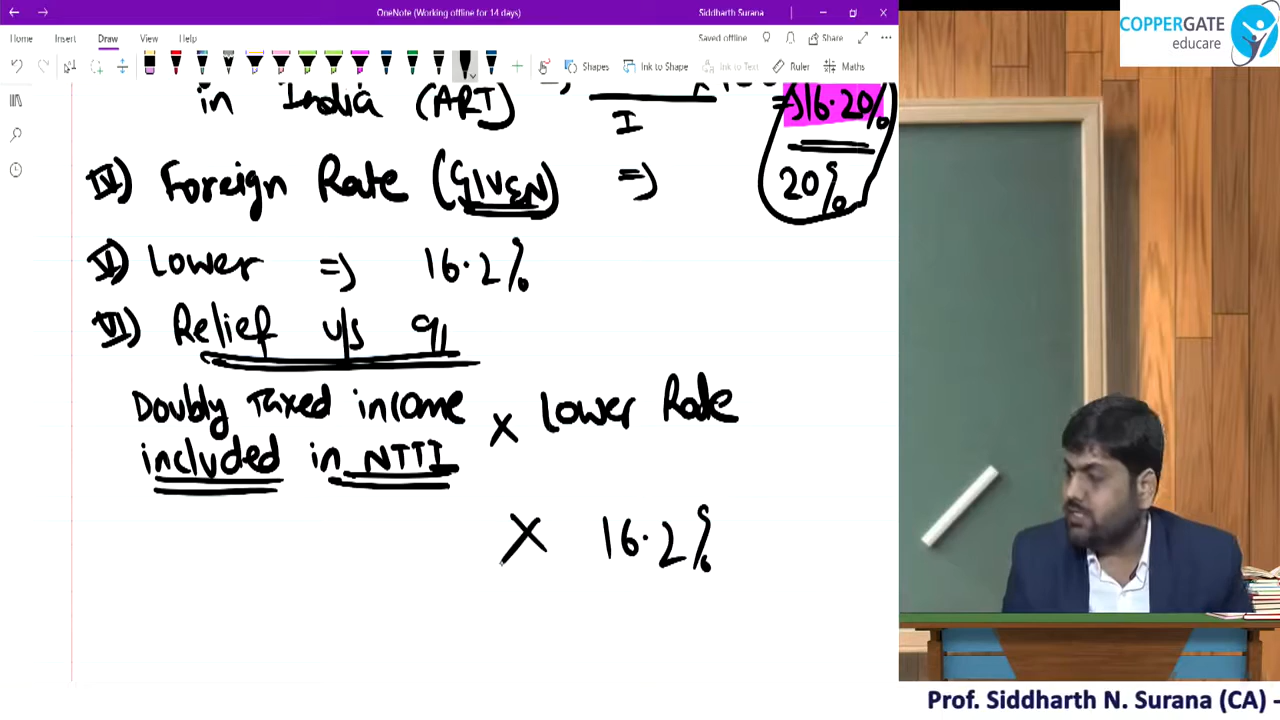 OneNote (Working offline for 14 days)
Siddharth Surana
Home Insert Draw View Help
Saved offline
Share
Shapes
Ink to Shape
Ink to Text
Ruler
Maths
COPPERGATE
educare
in India (ART) => I => 16.20%
IV) Foreign Rate (GIVEN) => 20%
V) Lower => 16.2%
VI) Relief u/s 91
Doubly Taxed income × Lower Rate
included in NTTI
× 16.2%
Prof. Siddharth N. Surana (CA) -